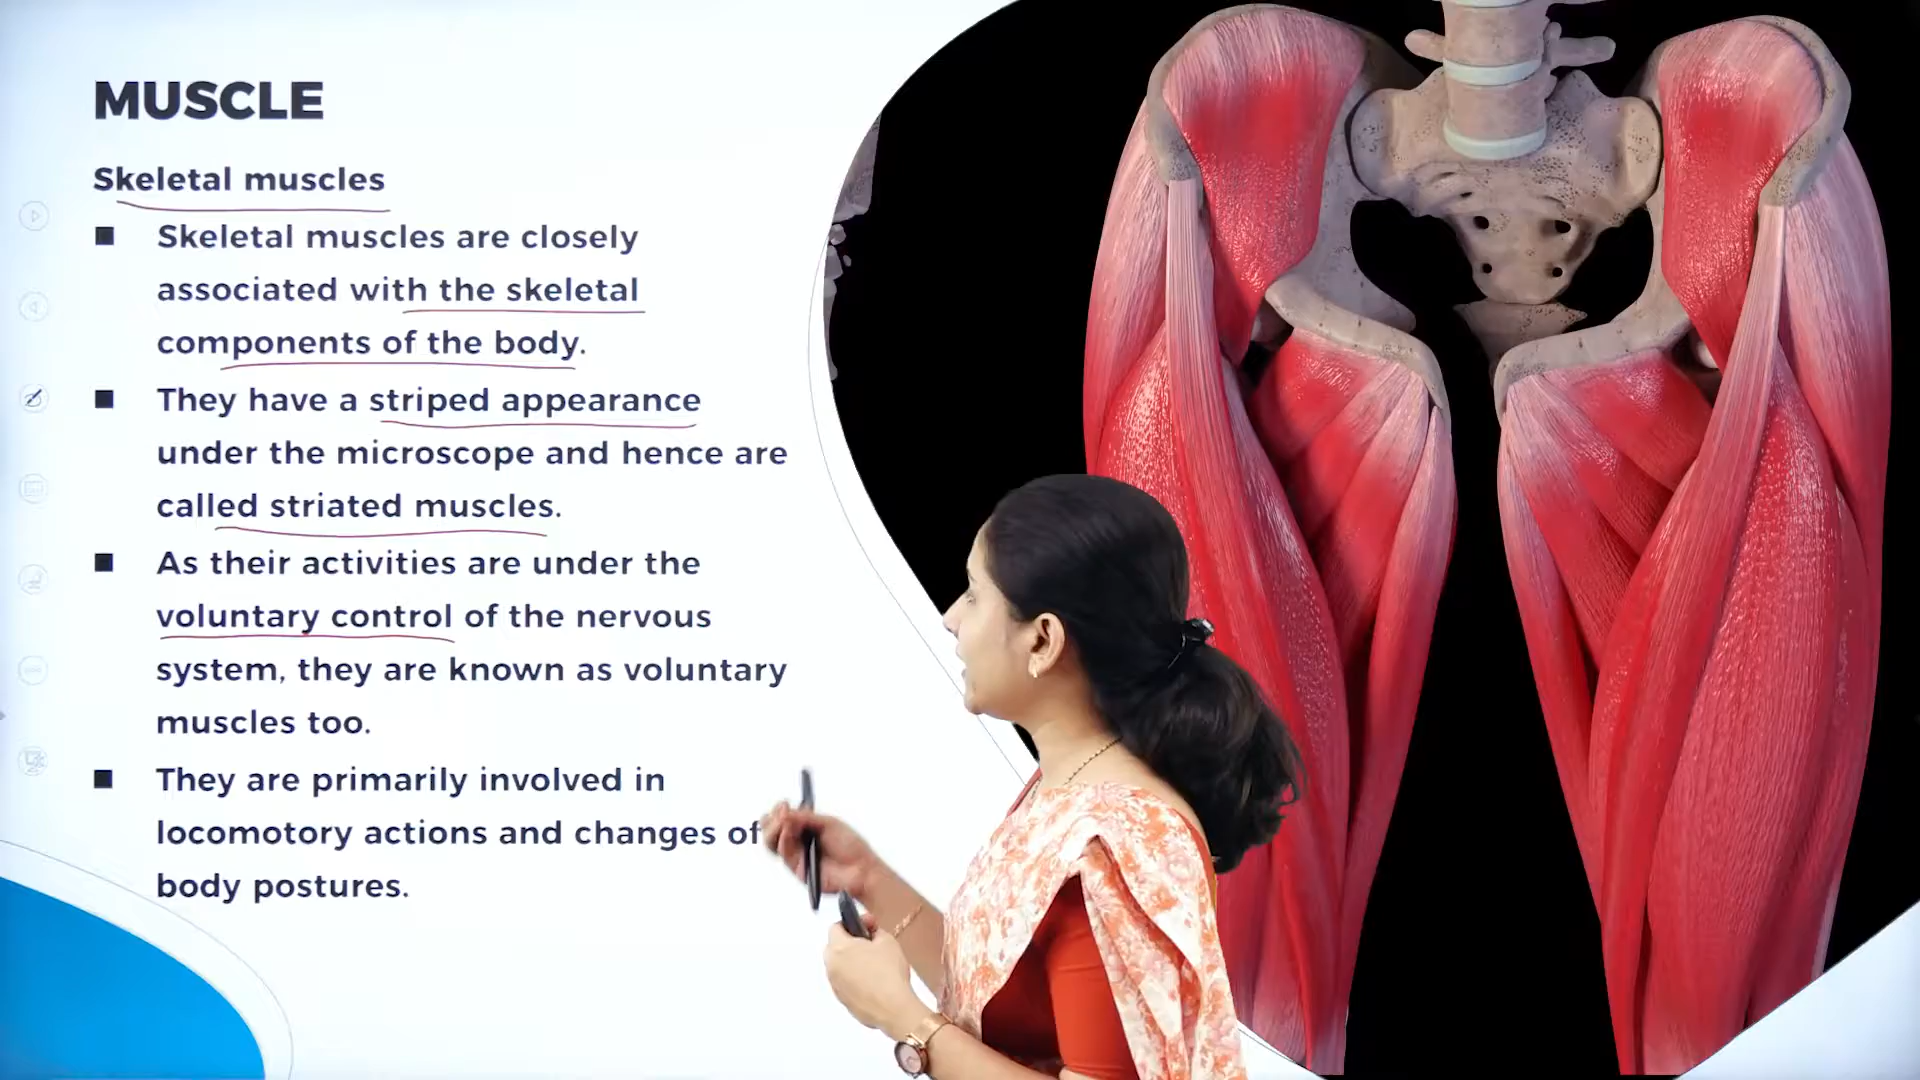 MUSCLE
Skeletal muscles
■ Skeletal muscles are closely
associated with the skeletal
components of the body.
■ They have a striped appearance
under the microscope and hence are
called striated muscles.
■ As their activities are under the
voluntary control of the nervous
system, they are known as voluntary
muscles too.
■ They are primarily involved in
locomotory actions and changes of
body postures.